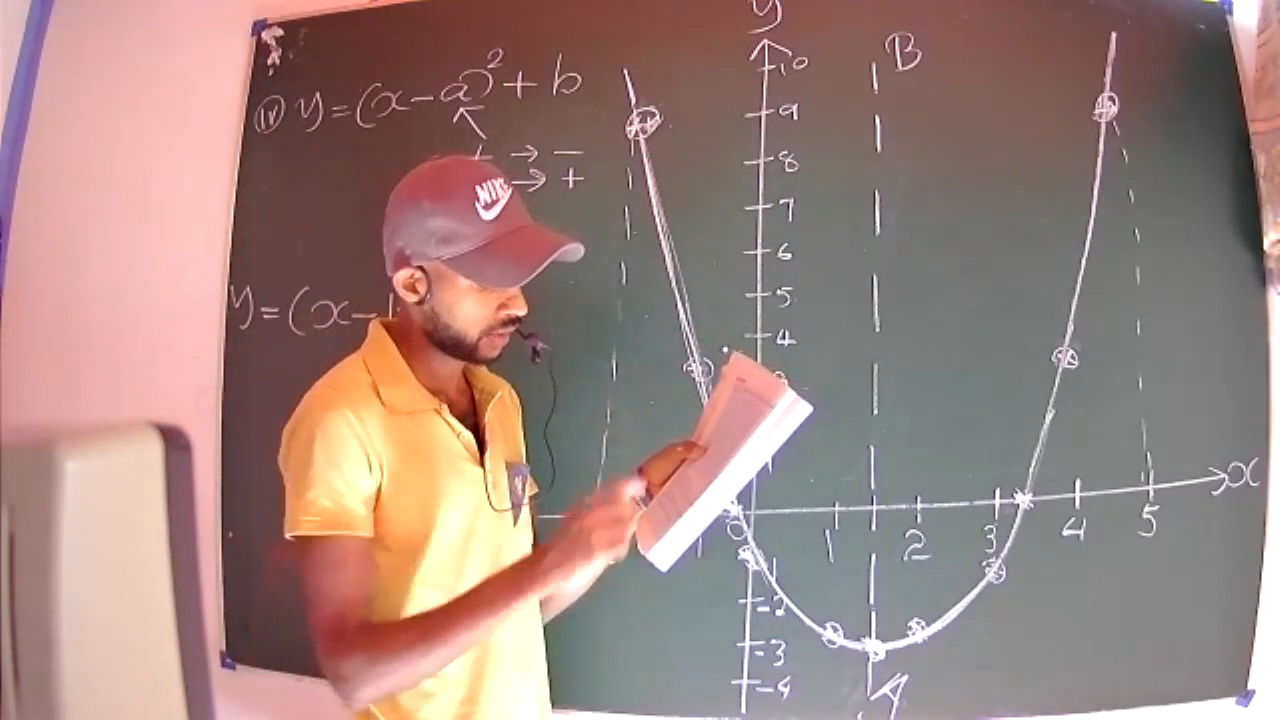 y
B
10
(iv) y = (x - a)² + b
9
+ → -
8
→ +
7
6
5
y = (x -
4
x
0
1
2
3
4
5
-2
-3
-4
A
NIKE